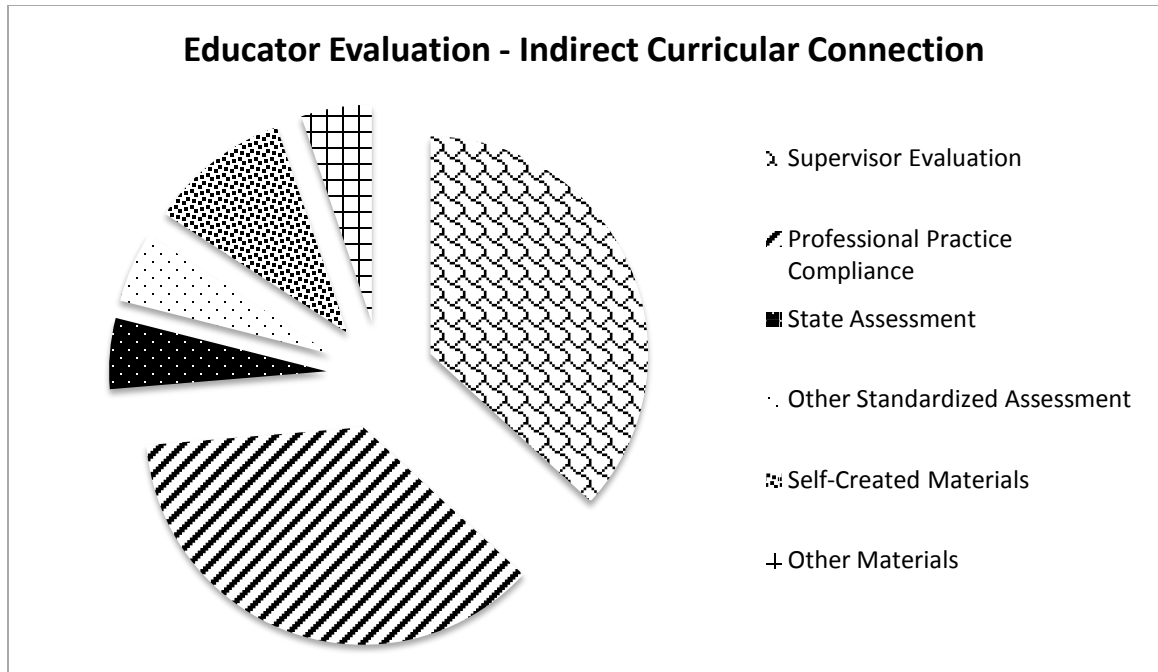 Educator Evaluation - Indirect Curricular Connection
Supervisor Evaluation
Professional Practice
Compliance
State Assessment
Other Standardized Assessment
Self-Created Materials
Other Materials